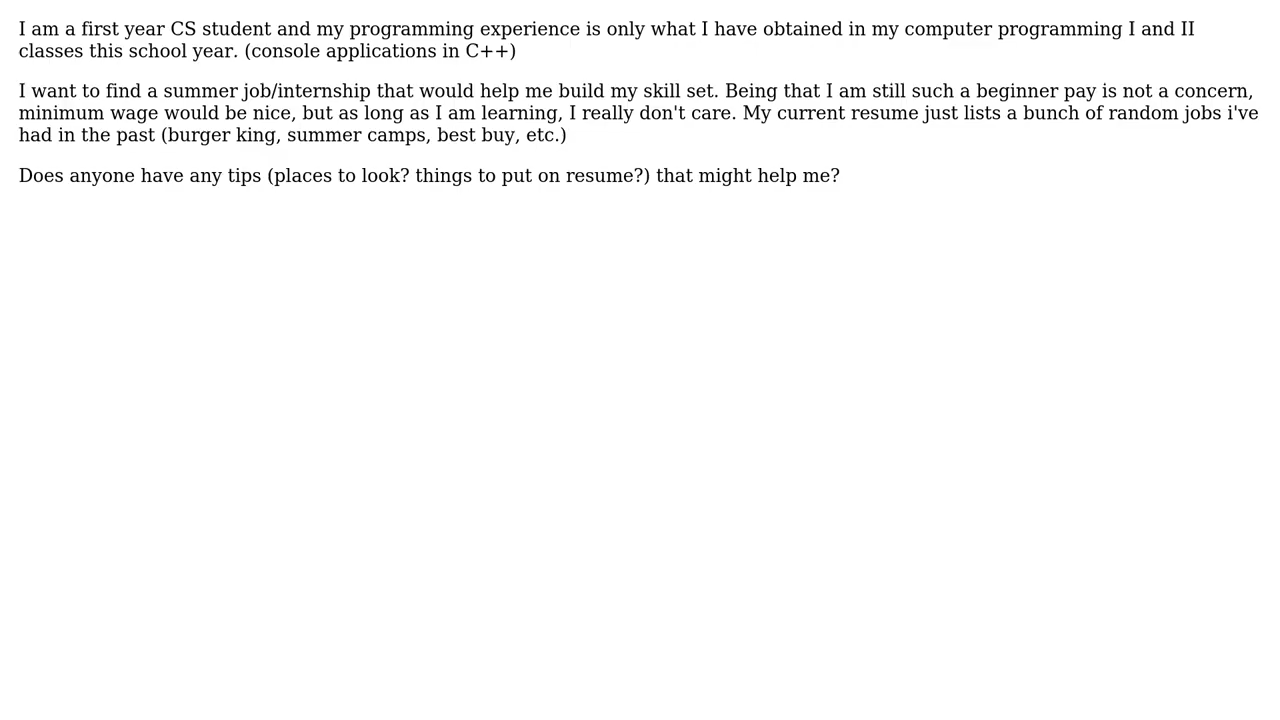 I am a first year CS student and my programming experience is only what I have obtained in my computer programming I and II
classes this school year. (console applications in C++)
I want to find a summer job/internship that would help me build my skill set. Being that I am still such a beginner pay is not a concern,
minimum wage would be nice, but as long as I am learning, I really don't care. My current resume just lists a bunch of random jobs i've
had in the past (burger king, summer camps, best buy, etc.)
Does anyone have any tips (places to look? things to put on resume?) that might help me?